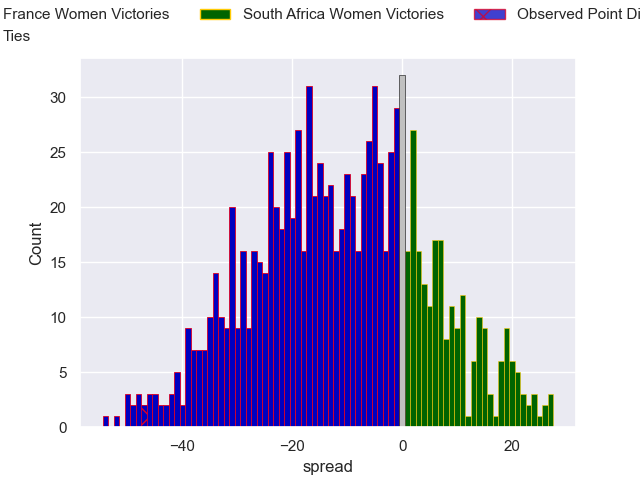 France Women Victories South Africa Women Victories Observed Point Di
Ties
30
25
20
15
10
5
0
Count
−40 −20 0 20
spread